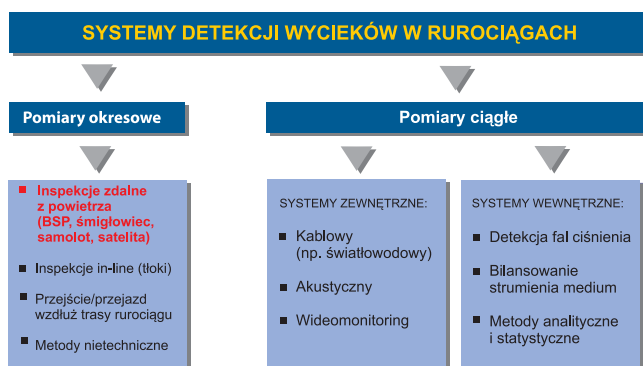 SYSTEMY DETEKCJI WYCIEKÓW W RUROCIĄGACH
Pomiary okresowe
Inspekcje zdalne
z powietrza
(BSP, śmigłowiec,
samolot, satelita)
Inspekcje in-line (tłoki)
Przejście/przejazd
wzdłuż trasy rurociągu
Metody nietechniczne
Pomiary ciągłe
SYSTEMY ZEWNĘTRZNE:
Kablowy
(np. światłowodowy)
Akustyczny
Wideomonitoring
SYSTEMY WEWNĘTRZNE:
Detekcja fal ciśnienia
Bilansowanie
strumienia medium
Metody analityczne
i statystyczne